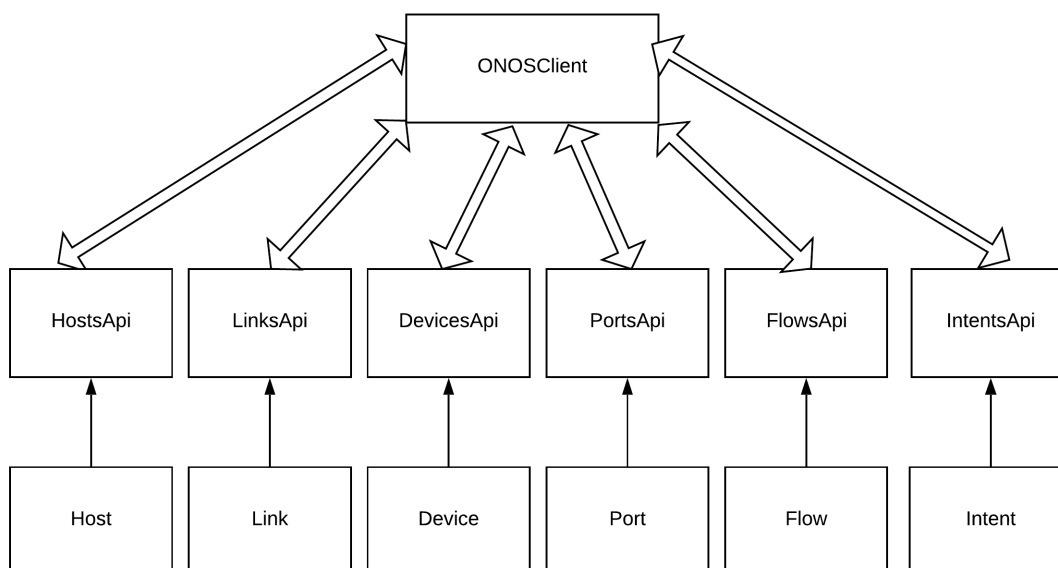 ONOSClient
HostsApi
LinksApi
DevicesApi
PortsApi
FlowsApi
IntentsApi
Host
Link
Device
Port
Flow
Intent